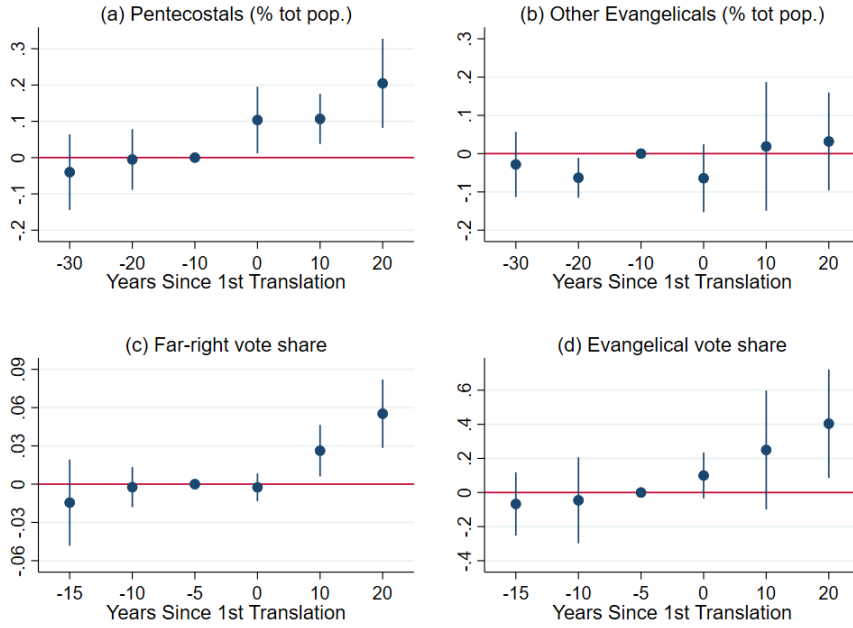 (a) Pentecostals (% tot pop.)
.3
.2
.1
0
-.1
-.2
-30 -20 -10 0 10 20
Years Since 1st Translation
(b) Other Evangelicals (% tot pop.)
.3
.2
.1
0
-.1
-.2
-30 -20 -10 0 10 20
Years Since 1st Translation
(c) Far-right vote share
.09
.06
.03
0
-.03
-.06
-15 -10 -5 0 10 20
Years Since 1st Translation
(d) Evangelical vote share
.6
.4
.2
0
-.2
-.4
-15 -10 -5 0 10 20
Years Since 1st Translation